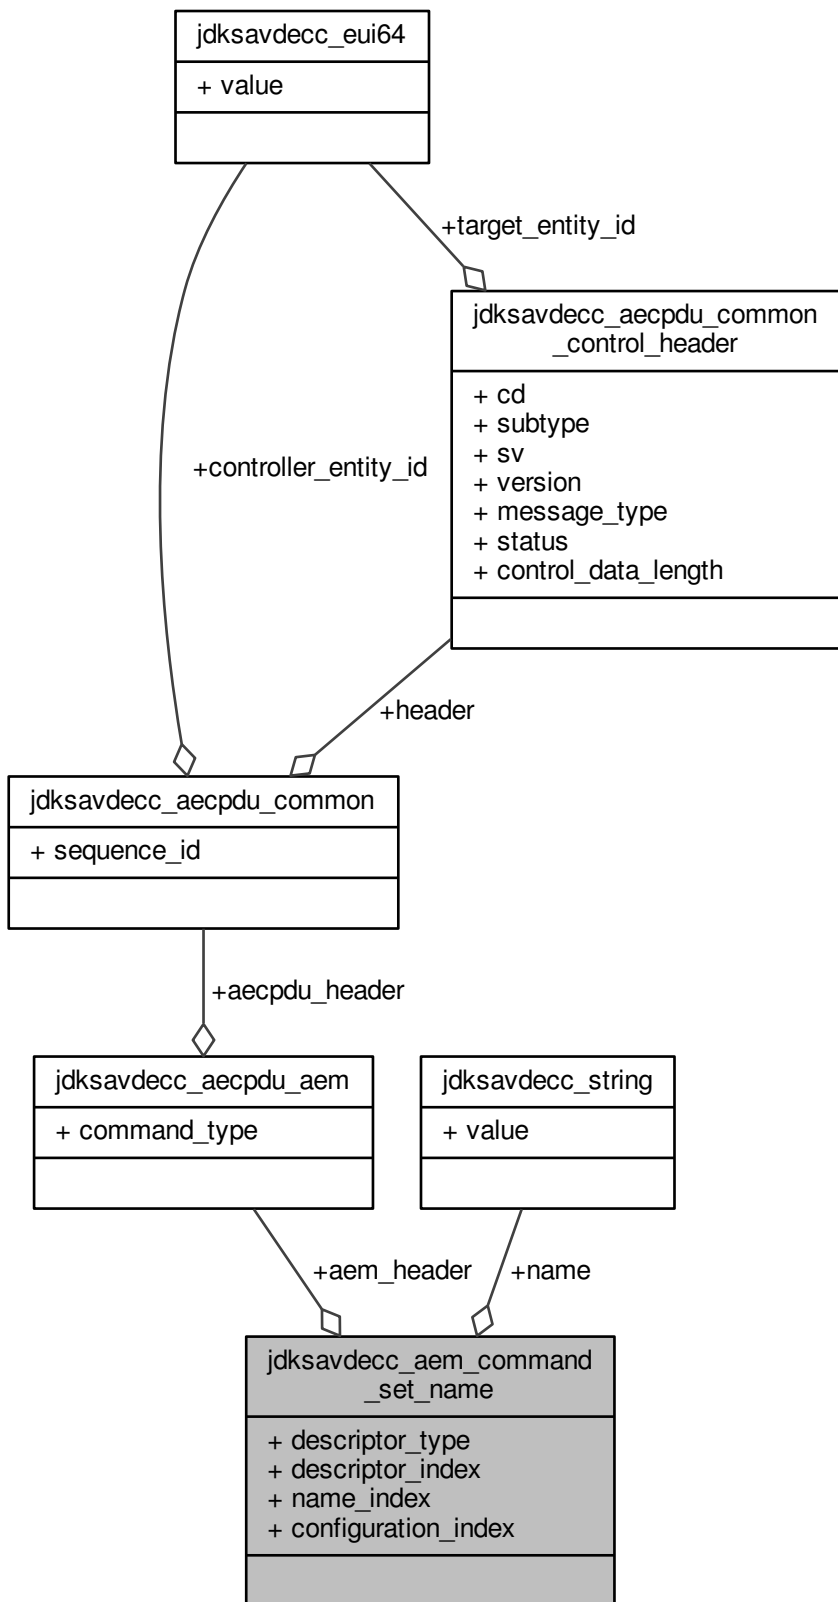 jdksavdecc_eui64
+ value
+target_entity_id
jdksavdecc_aecpdu_common
_control_header
+ cd
+ subtype
+ sv
+ version
+ message_type
+ status
+ control_data_length
+controller_entity_id
+header
jdksavdecc_aecpdu_common
+ sequence_id
+aecpdu_header
jdksavdecc_aecpdu_aem
+ command_type
jdksavdecc_string
+ value
+aem_header
+name
jdksavdecc_aem_command
_set_name
+ descriptor_type
+ descriptor_index
+ name_index
+ configuration_index